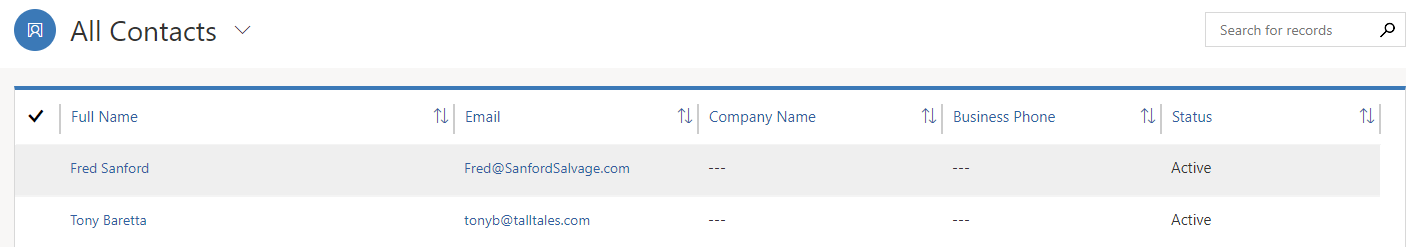 All Contacts
Search for records
Full Name Email Company Name Business Phone Status
Fred Sanford Fred@SanfordSalvage.com --- --- Active
Tony Baretta tonyb@talltales.com --- --- Active